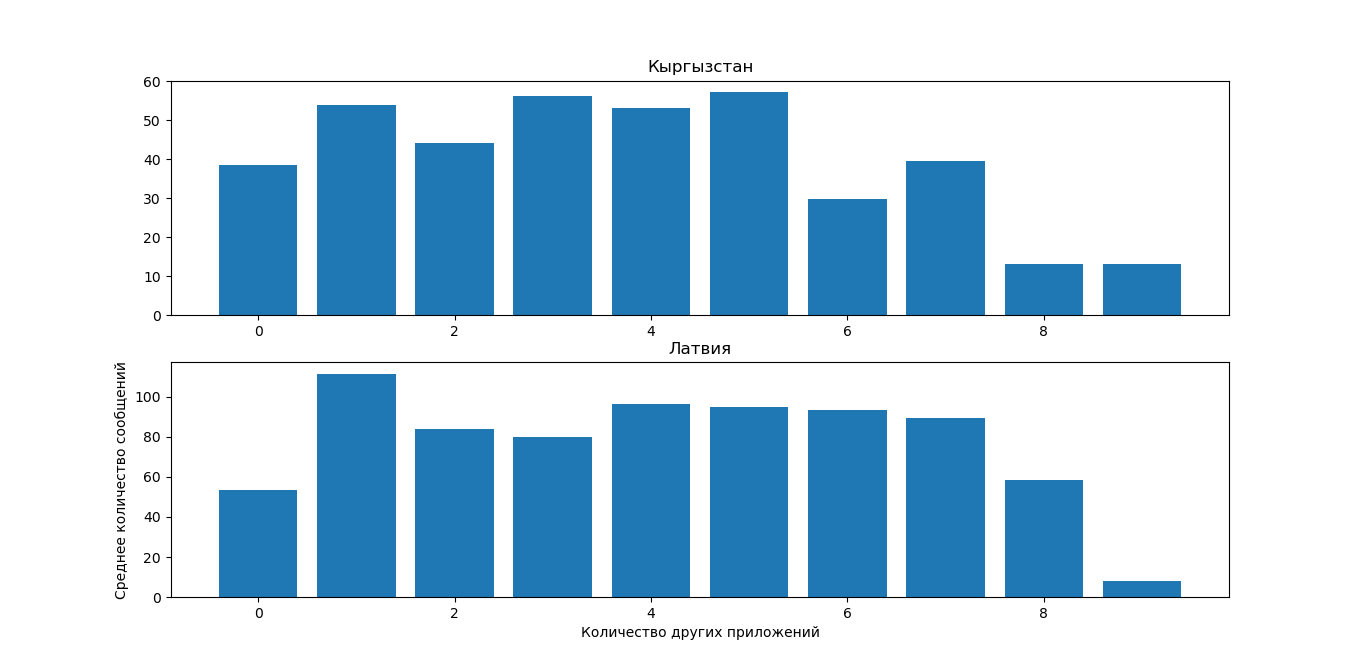 Кыргызстан
60
50
40
30
20
10
0
0 2 4 6 8
Латвия
Среднее количество сообщений
100
80
60
40
20
0
0 2 4 6 8
Количество других приложений